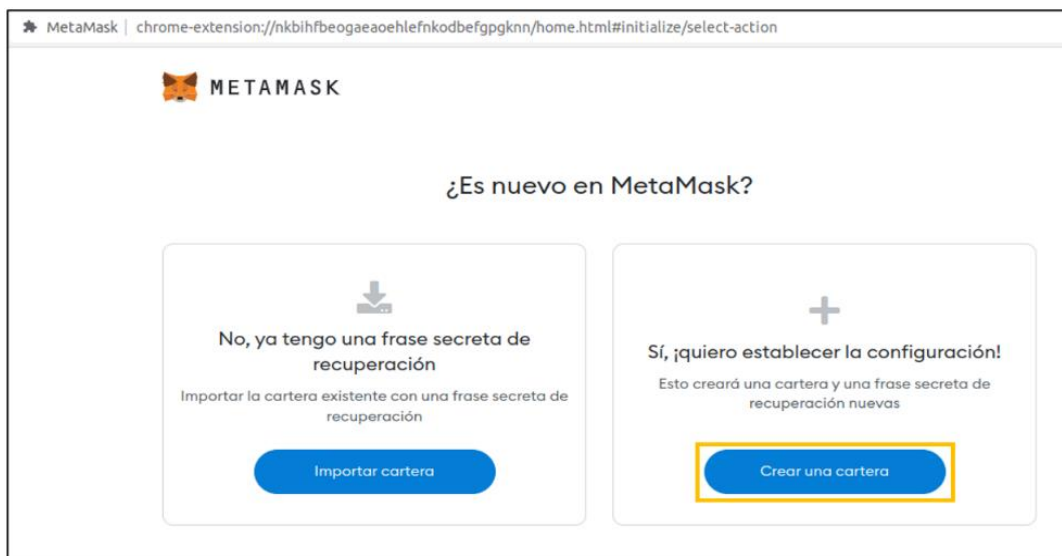 MetaMask | chrome-extension://nkbihfbeogaeaoehlefnkodbefgpgknn/home.html#initialize/select-action
METAMASK
¿Es nuevo en MetaMask?
No, ya tengo una frase secreta de
recuperación
Importar la cartera existente con una frase secreta de
recuperación
Importar cartera
Sí, ¡quiero establecer la configuración!
Esto creará una cartera y una frase secreta de
recuperación nuevas
Crear una cartera